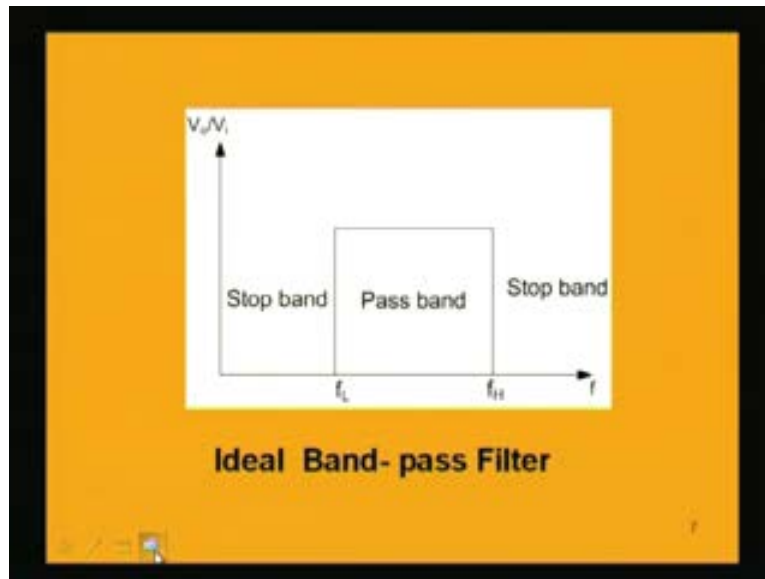 Vo/Vi
Stop band
Pass band
Stop band
fL
fH
f
Ideal Band- pass Filter